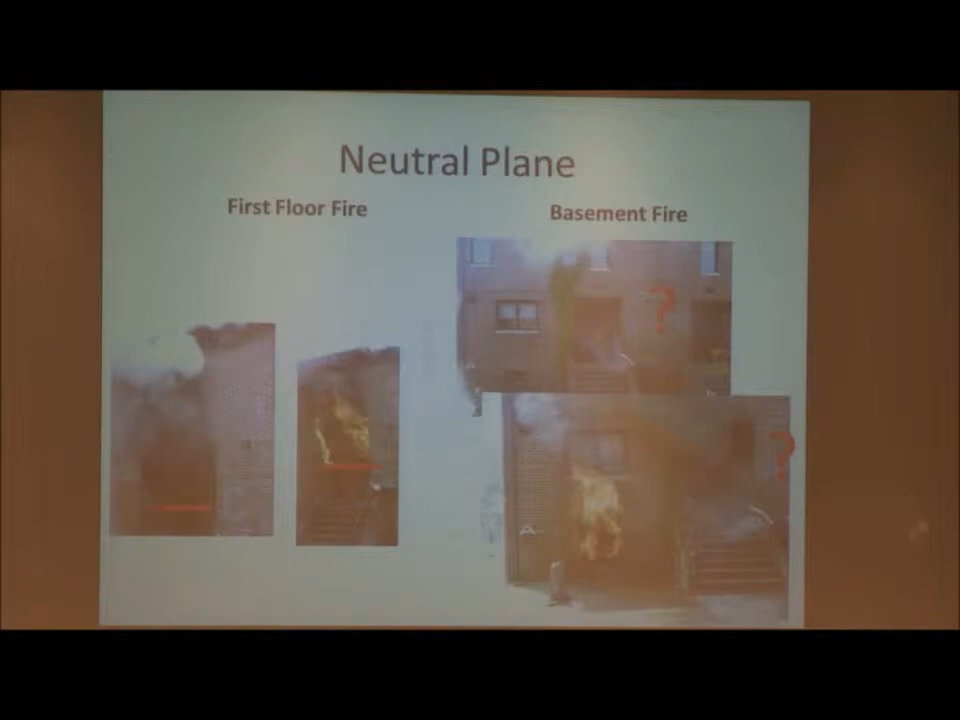 Neutral Plane
First Floor Fire
Basement Fire
?
?